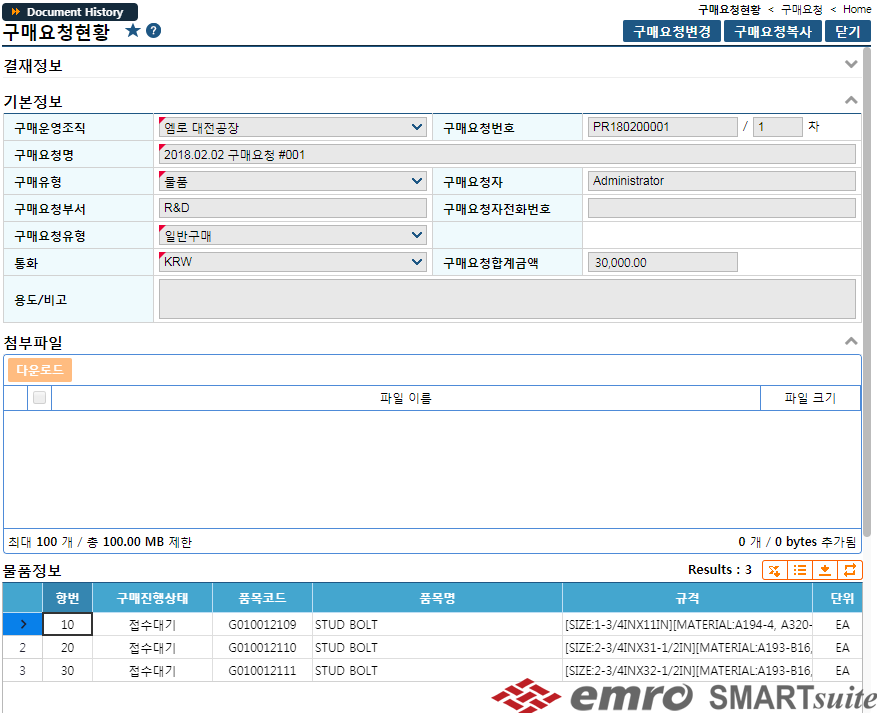 Document History
구매요청현황 < 구매요청 < Home
구매요청현황 ?
구매요청변경 구매요청복사 닫기
결재정보
기본정보
구매운영조직 엠로 대전공장 구매요청번호 PR180200001 / 1 차
구매요청명 2018.02.02 구매요청 #001
구매유형 물품 구매요청자 Administrator
구매요청부서 R&D 구매요청자전화번호
구매요청유형 일반구매
통화 KRW 구매요청합계금액 30,000.00
용도/비고
첨부파일
다운로드
파일 이름 파일 크기
최대 100 개 / 총 100.00 MB 제한 0 개 / 0 bytes 추가됨
물품정보 Results : 3
항번 구매진행상태 품목코드 품목명 규격 단위
10 접수대기 G010012109 STUD BOLT [SIZE:1-3/4INX11IN][MATERIAL:A194-4, A320- EA
2 20 접수대기 G010012110 STUD BOLT [SIZE:2-3/4INX31-1/2IN][MATERIAL:A193-B16, EA
3 30 접수대기 G010012111 STUD BOLT [SIZE:2-3/4INX32-1/2IN][MATERIAL:A193-B16, EA
emro SMARTsuite